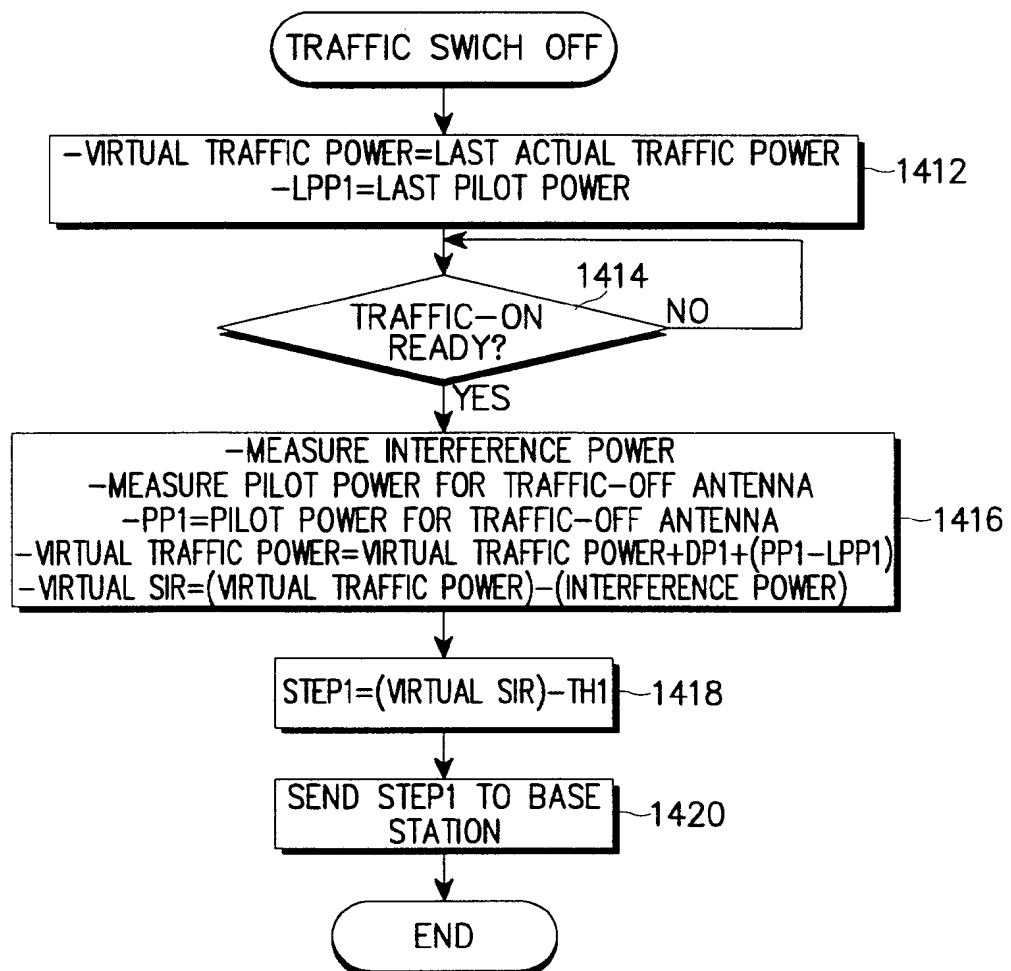 TRAFFIC SWICH OFF
-VIRTUAL TRAFFIC POWER=LAST ACTUAL TRAFFIC POWER
-LPP1=LAST PILOT POWER
1412
1414
TRAFFIC-ON
READY?
NO
YES
-MEASURE INTERFERENCE POWER
-MEASURE PILOT POWER FOR TRAFFIC-OFF ANTENNA
-PP1=PILOT POWER FOR TRAFFIC-OFF ANTENNA
-VIRTUAL TRAFFIC POWER=VIRTUAL TRAFFIC POWER+DP1+(PP1-LPP1)
-VIRTUAL SIR=(VIRTUAL TRAFFIC POWER)-(INTERFERENCE POWER)
1416
STEP1=(VIRTUAL SIR)-TH1
1418
SEND STEP1 TO BASE
STATION
1420
END